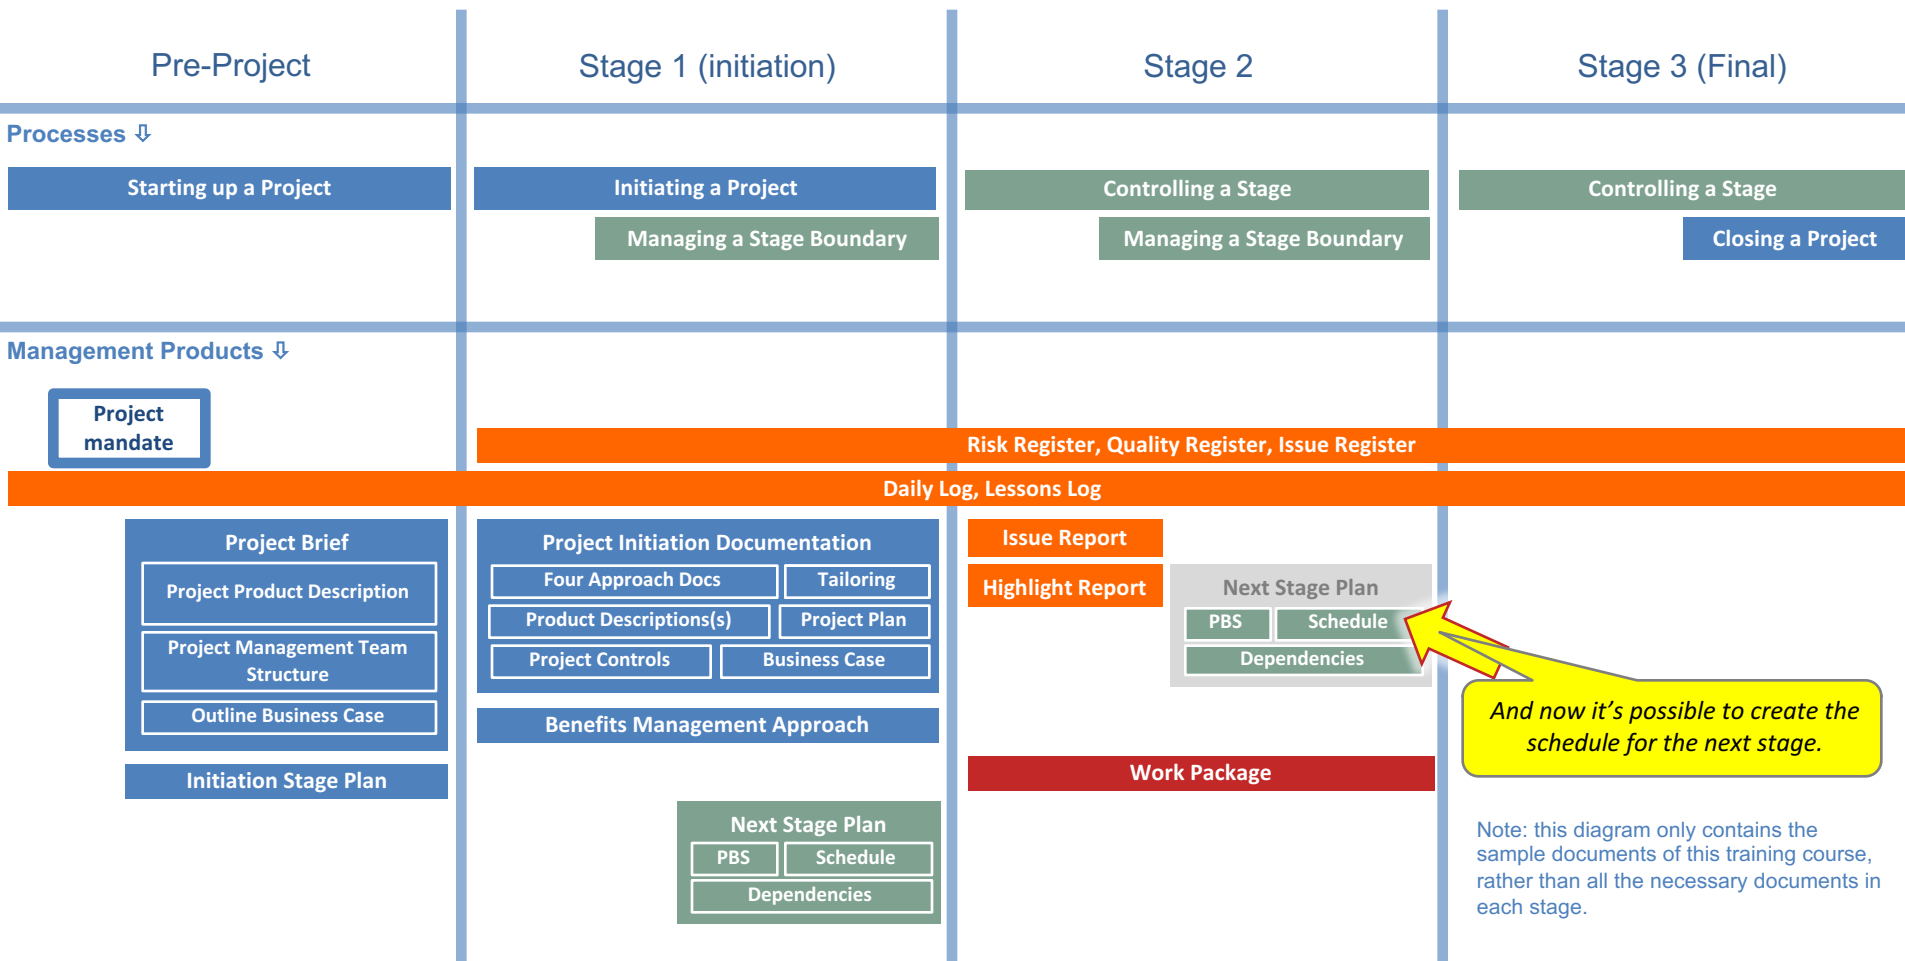 Pre-Project
Stage 1 (initiation)
Stage 2
Stage 3 (Final)
Processes ⇩
Starting up a Project
Initiating a Project
Controlling a Stage
Controlling a Stage
Managing a Stage Boundary
Managing a Stage Boundary
Closing a Project
Management Products ⇩
Project
mandate
Risk Register, Quality Register, Issue Register
Daily Log, Lessons Log
Project Brief
Project Product Description
Project Management Team
Structure
Outline Business Case
Initiation Stage Plan
Project Initiation Documentation
Four Approach Docs
Tailoring
Product Descriptions(s)
Project Plan
Project Controls
Business Case
Benefits Management Approach
Next Stage Plan
PBS
Schedule
Dependencies
Issue Report
Highlight Report
Next Stage Plan
PBS
Schedule
Dependencies
Work Package
And now it's possible to create the
schedule for the next stage.
Note: this diagram only contains the
sample documents of this training course,
rather than all the necessary documents in
each stage.